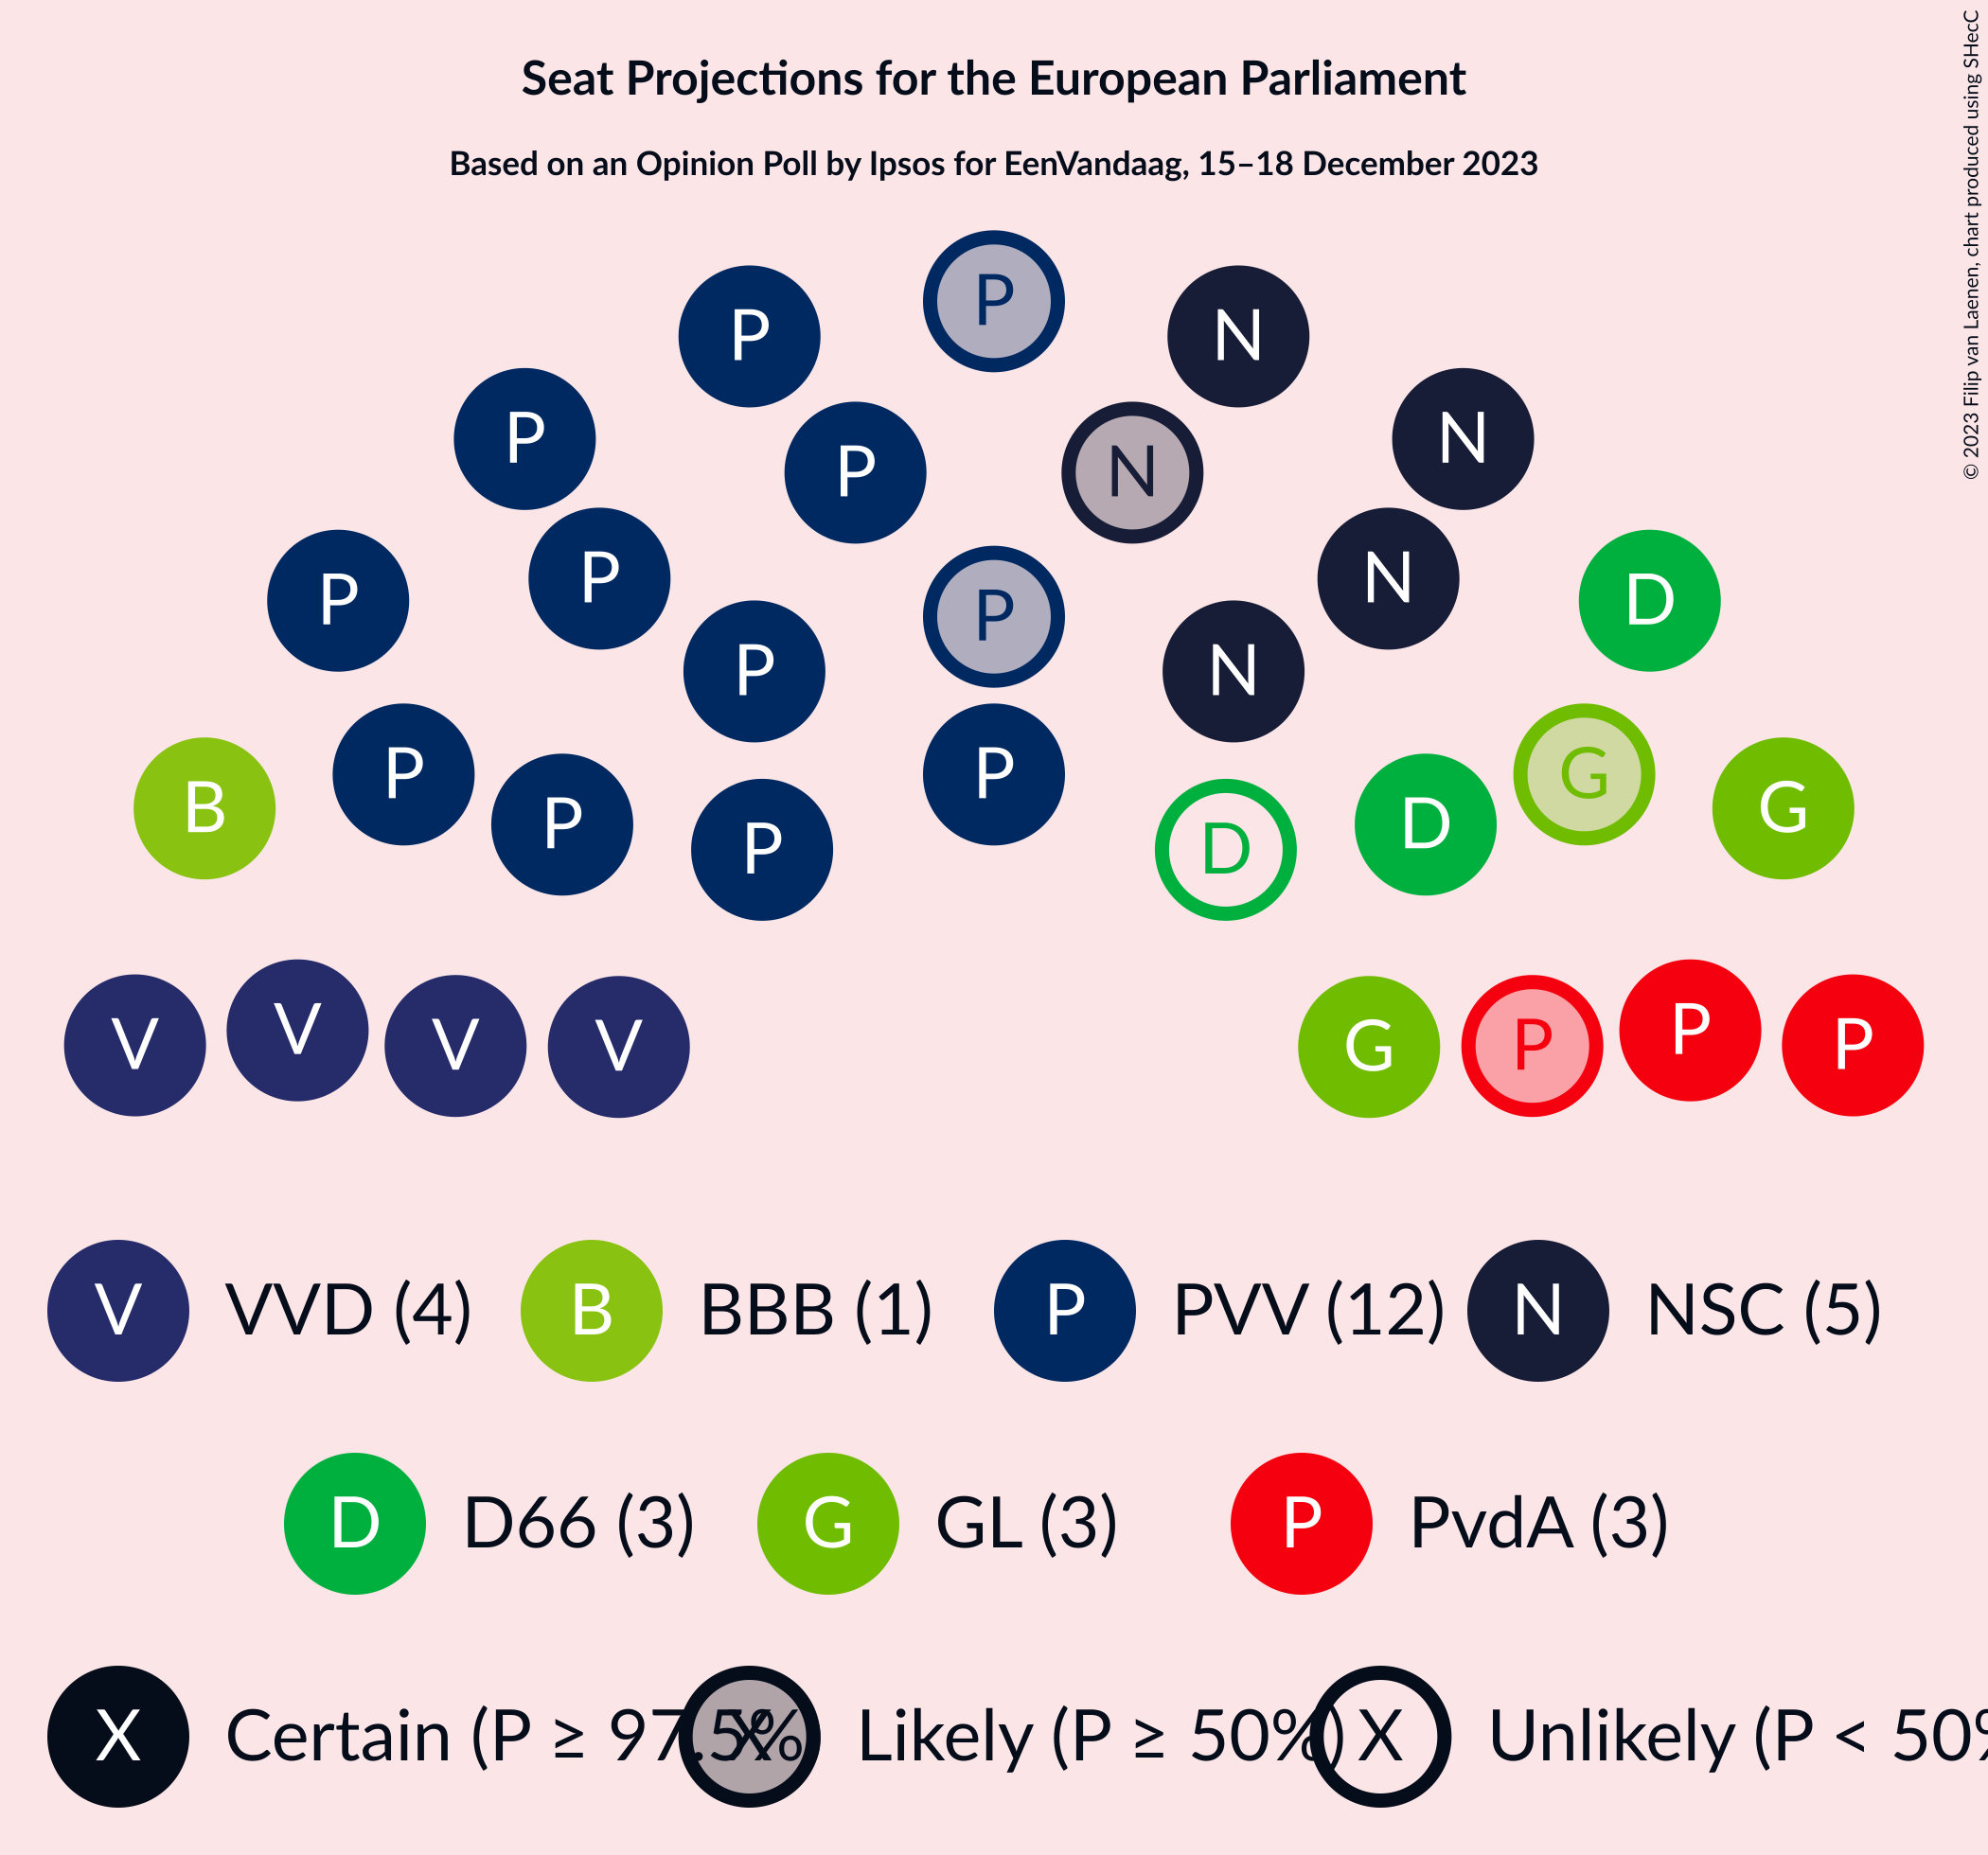 Seat Projections for the European Parliament
Based on an Opinion Poll by Ipsos for EenVandaag, 15–18 December 2023
© 2023 Filip van Laenen, chart produced using SHecC
P
P N
P N
P N
P P N
P D
P N
P G
B P P G
P D D
V V V V G P P P
V VVD (4) B BBB (1) P PVV (12) N NSC (5)
D D66 (3) G GL (3) P PvdA (3)
X Certain (P ≥ 97.5% X Likely (P ≥ 50%) X Unlikely (P < 50%